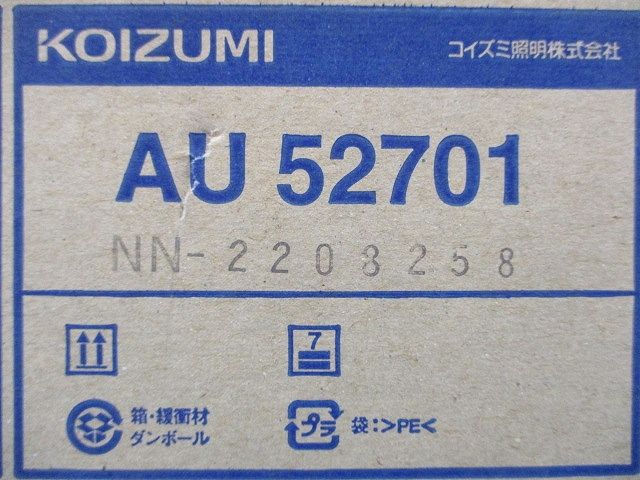 KOIZUMI コイズミ照明株式会社
AU 52701
NN-2208258
7
箱・緩衝材
ダンボール
プラ 袋:>PE<